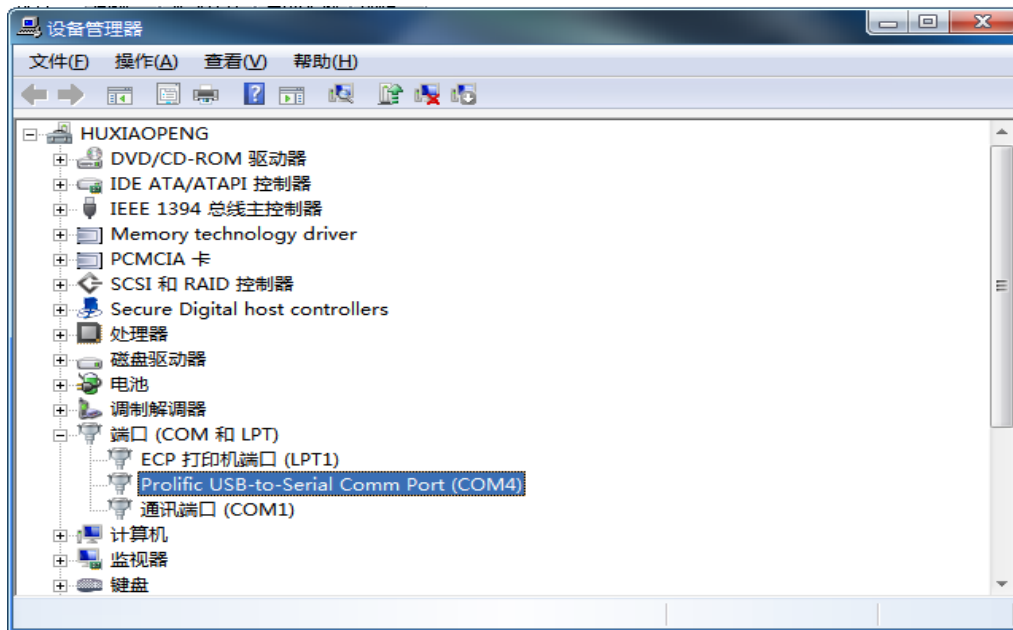 设备管理器
文件(F) 操作(A) 查看(V) 帮助(H)
HUXIAOPENG
DVD/CD-ROM 驱动器
IDE ATA/ATAPI 控制器
IEEE 1394 总线主控制器
Memory technology driver
PCMCIA 卡
SCSI 和 RAID 控制器
Secure Digital host controllers
处理器
磁盘驱动器
电池
调制解调器
端口 (COM 和 LPT)
ECP 打印机端口 (LPT1)
Prolific USB-to-Serial Comm Port (COM4)
通讯端口 (COM1)
计算机
监视器
键盘